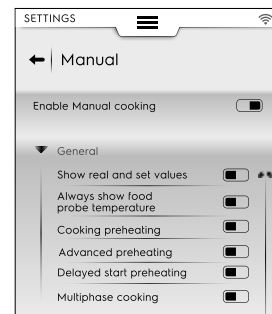 SETTINGS
Manual
Enable Manual cooking
General
Show real and set values
Always show food
probe temperature
Cooking preheating
Advanced preheating
Delayed start preheating
Multiphase cooking